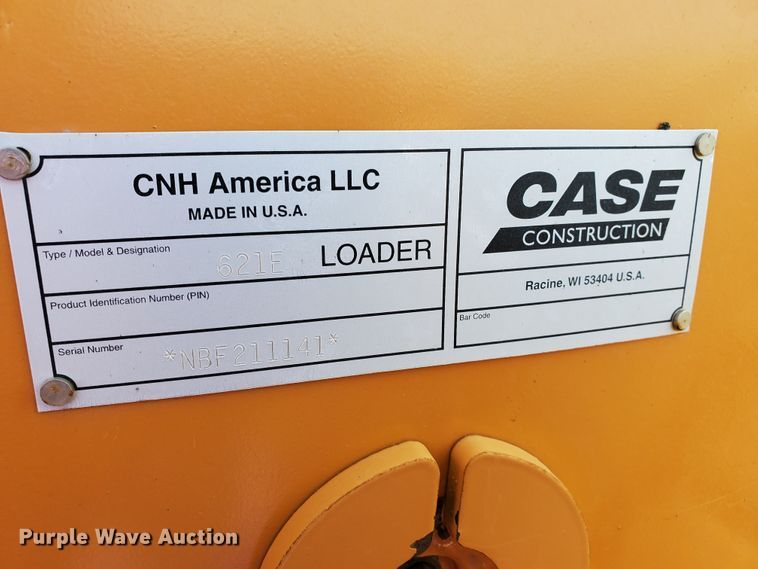 CNH America LLC
MADE IN U.S.A.
Type / Model & Designation 621E LOADER
Product Identification Number (PIN)
Serial Number *NBF211141*
CASE
CONSTRUCTION
Racine, WI 53404 U.S.A.
Bar Code
Purple Wave Auction